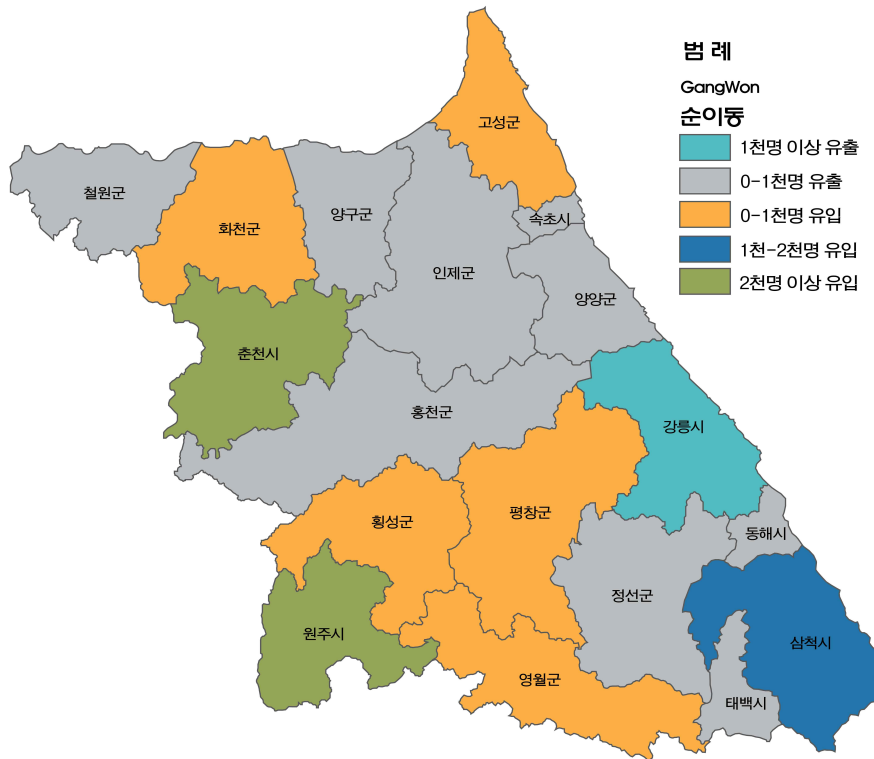 범 례
GangWon
순이동
1천명 이상 유출
0-1천명 유출
0-1천명 유입
1천-2천명 유입
2천명 이상 유입
고성군
철원군
화천군
양구군
속초시
인제군
양양군
춘천시
홍천군
강릉시
횡성군
평창군
동해시
정선군
원주시
삼척시
영월군
태백시